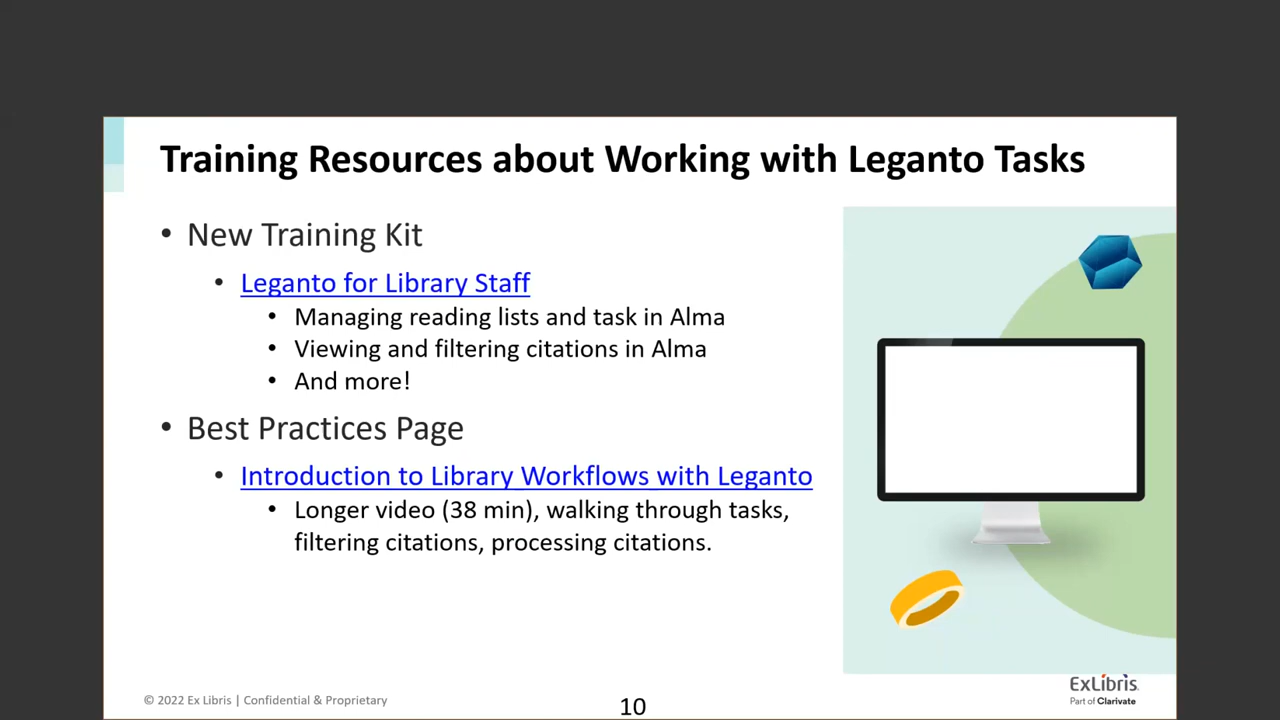 Training Resources about Working with Leganto Tasks
• New Training Kit
• Leganto for Library Staff
• Managing reading lists and task in Alma
• Viewing and filtering citations in Alma
• And more!
• Best Practices Page
• Introduction to Library Workflows with Leganto
• Longer video (38 min), walking through tasks,
filtering citations, processing citations.
© 2022 Ex Libris | Confidential & Proprietary
10
ExLibris
Part of Clarivate